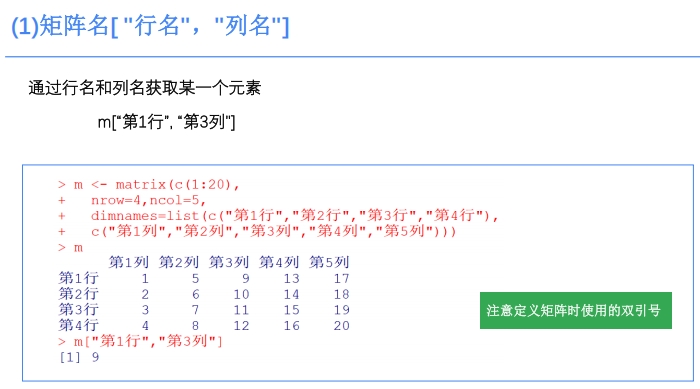 (1)矩阵名[ "行名"，"列名"]
通过行名和列名获取某一个元素
m[“第1行”, “第3列"]
> m <- matrix(c(1:20),
+   nrow=4,ncol=5,
+   dimnames=list(c("第1行","第2行","第3行","第4行"),
+   c("第1列","第2列","第3列","第4列","第5列")))
> m
第1列 第2列 第3列 第4列 第5列
第1行 1 5 9 13 17
第2行 2 6 10 14 18
第3行 3 7 11 15 19
第4行 4 8 12 16 20
> m["第1行","第3列"]
[1] 9
注意定义矩阵时使用的双引号